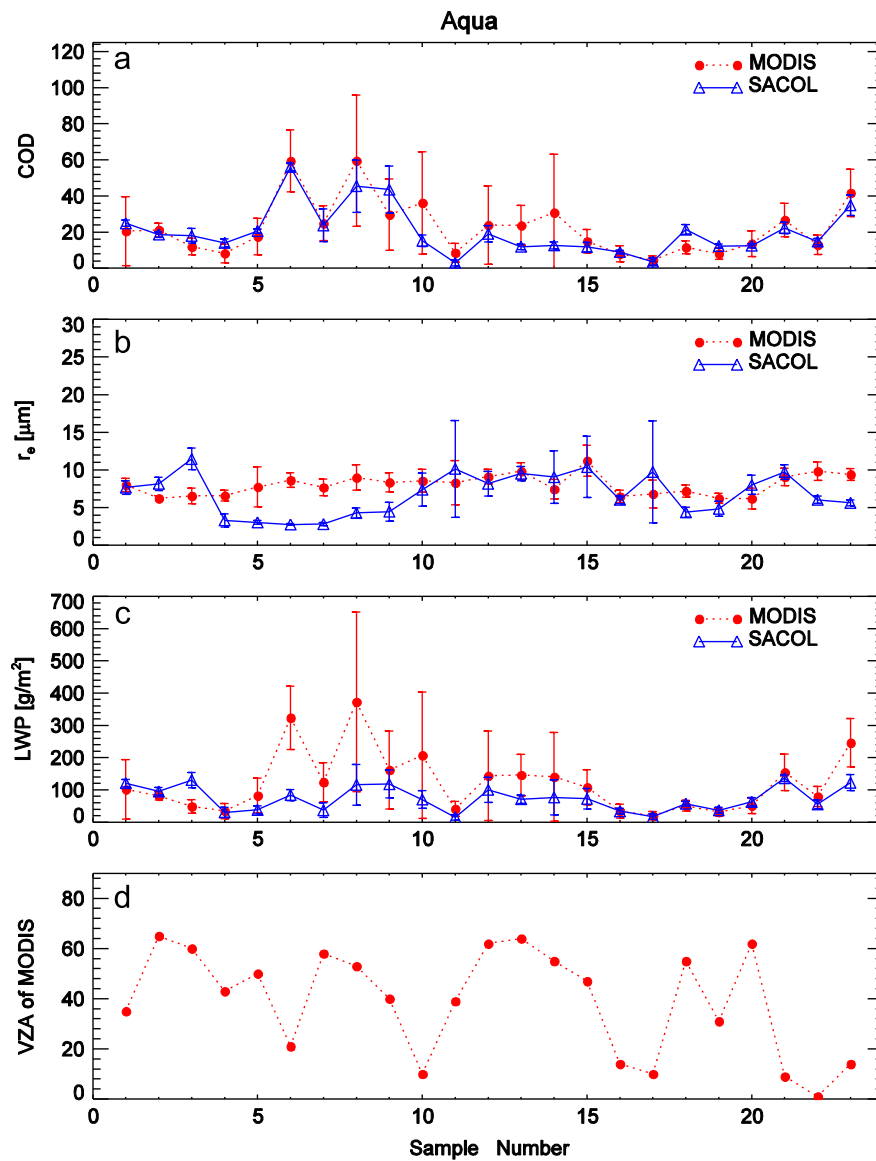 Aqua
a
MODIS
SACOL
COD
120
100
80
60
40
20
0
0 5 10 15 20
b
MODIS
SACOL
re [μm]
30
25
20
15
10
5
0
0 5 10 15 20
c
MODIS
SACOL
LWP [g/m²]
700
600
500
400
300
200
100
0
0 5 10 15 20
d
VZA of MODIS
80
60
40
20
0
0 5 10 15 20
Sample Number